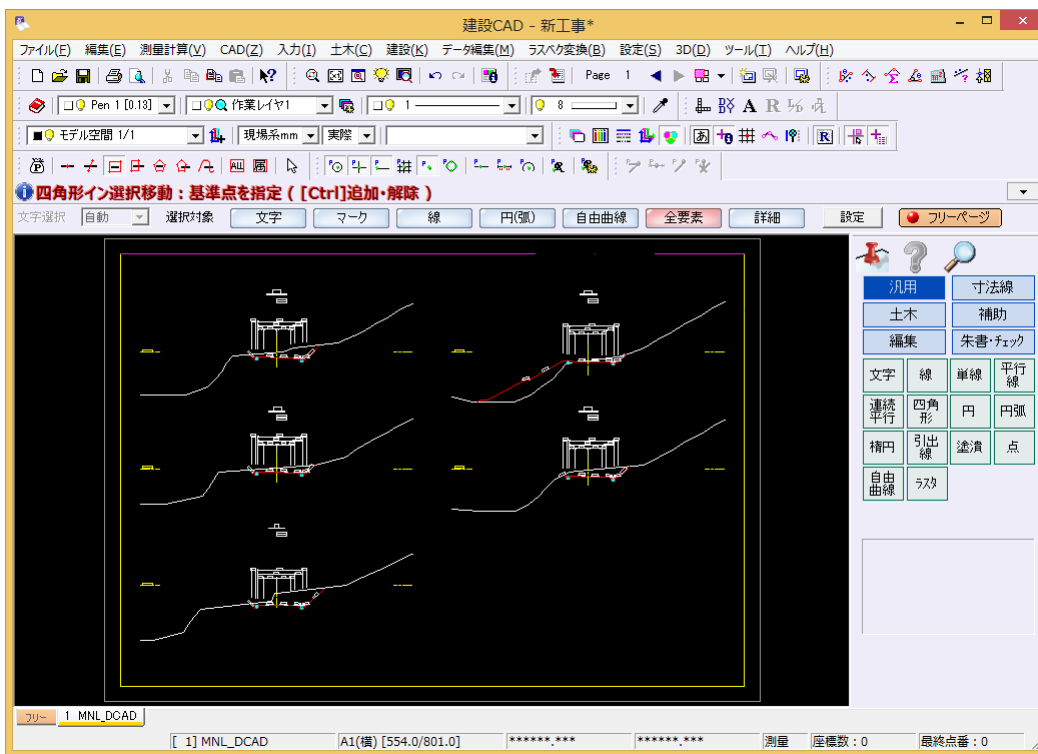 建設CAD - 新工事*
ファイル(F) 編集(E) 測量計算(V) CAD(Z) 入力(I) 土木(C) 建設(K) データ編集(M) ラスベク変換(B) 設定(S) 3D(D) ツール(T) ヘルプ(H)
Page 1
Pen 1 [0.13] 作業レイヤ1 1 8
モデル空間 1/1 現場系mm 実際
四角形イン選択移動：基準点を指定 ( [Ctrl]追加・解除 )
文字選択 自動 選択対象 文字 マーク 線 円(弧) 自由曲線 全要素 詳細 設定 フリーページ
汎用 寸法線
土木 補助
編集 朱書・チェック
文字 線 単線 平行線
連続平行 四角形 円 円弧
楕円 引出線 塗潰 点
自由曲線 ラスタ
フリー 1 MNL_DCAD
[ 1] MNL_DCAD A1(横) [554.0/801.0] ******.*** ******.*** 測量 座標数：0 最終点番：0